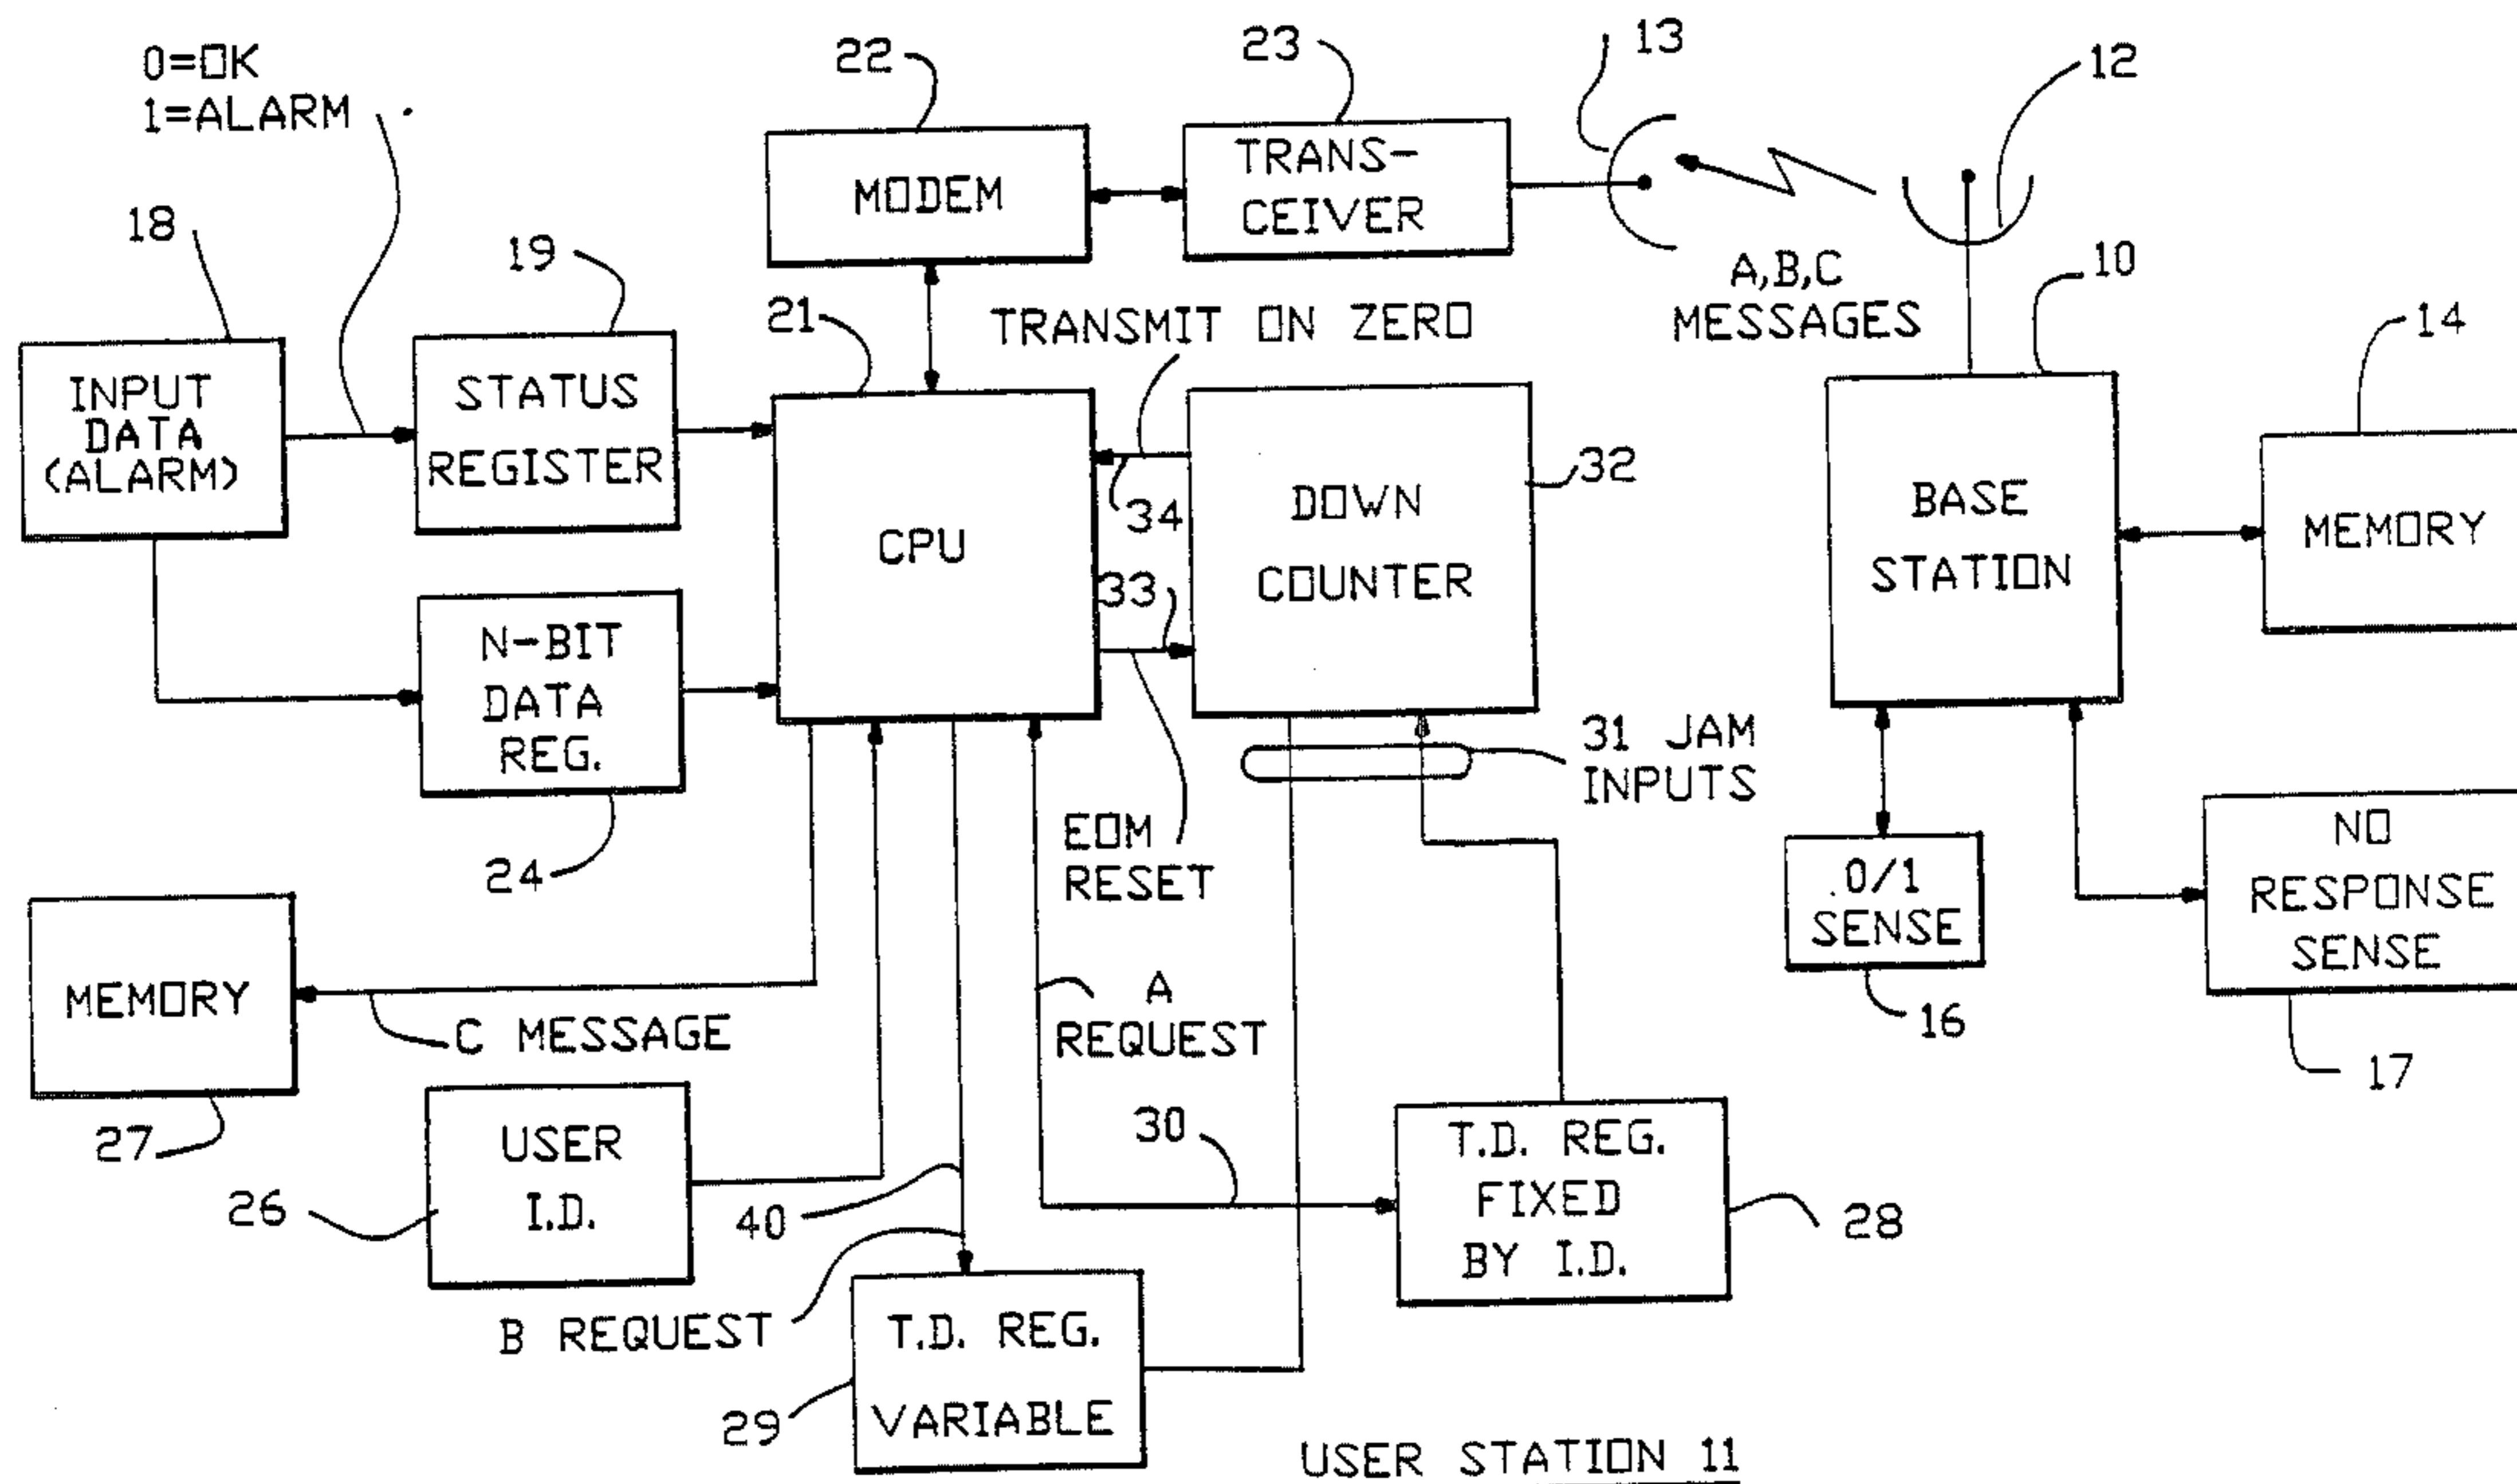 0=OK
1=ALARM
22
23
13
12
18
19
MODEM
TRANS-
CEIVER
A,B,C
MESSAGES
10
21
TRANSMIT ON ZERO
14
INPUT
DATA
(ALARM)
STATUS
REGISTER
CPU
34
DOWN
COUNTER
32
BASE
STATION
MEMORY
33
N-BIT
DATA
REG.
24
31 JAM
INPUTS
EOM
RESET
0/1
SENSE
16
NO
RESPONSE
SENSE
17
MEMORY
27
C MESSAGE
A
REQUEST
USER
I.D.
26
40
30
T.D. REG.
FIXED
BY I.D.
28
B REQUEST
T.D. REG.
VARIABLE
29
USER STATION 11